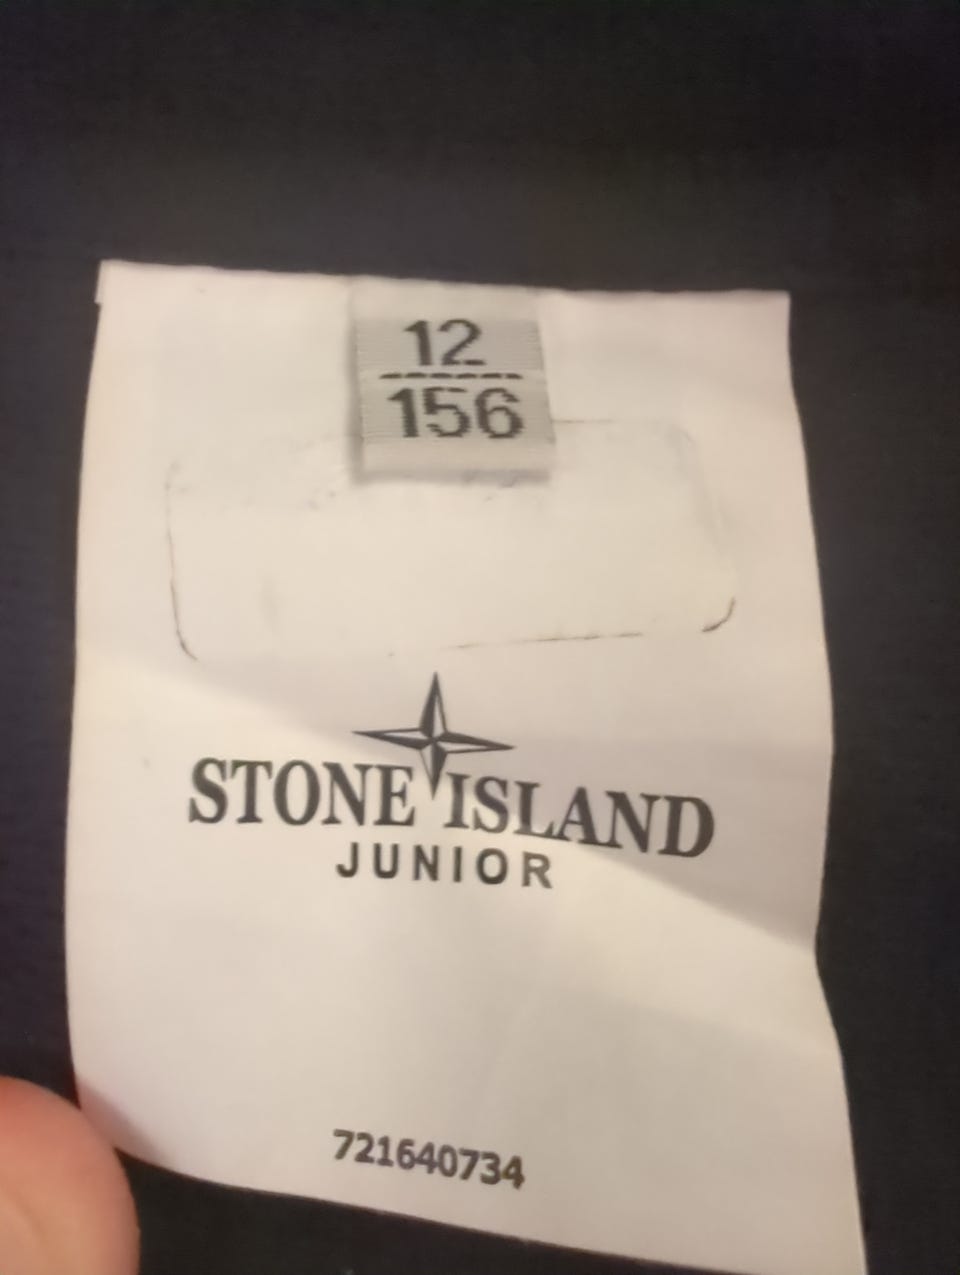 12
156
STONE ISLAND
JUNIOR
721640734